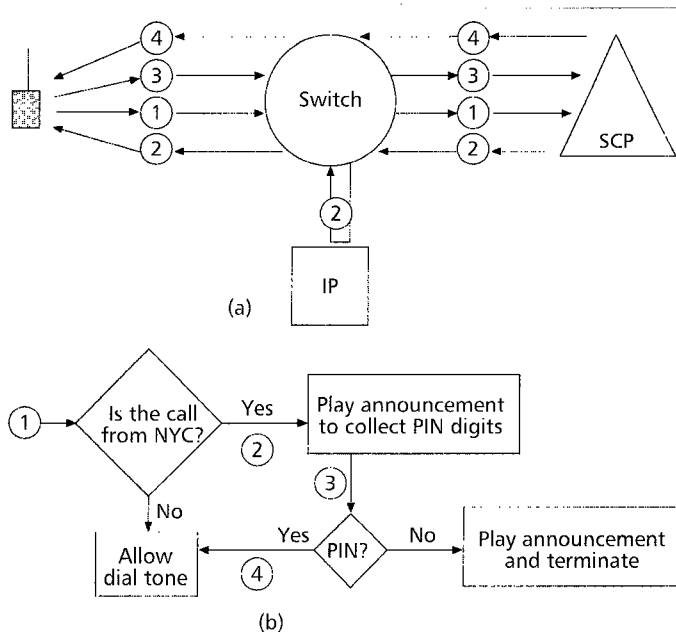 4
4
3
3
Switch
1
1
SCP
2
2
2
IP
(a)
1
Is the call
from NYC?
Yes
2
Play announcement
to collect PIN digits
3
No
Allow
dial tone
Yes
4
PIN?
No
Play announcement
and terminate
(b)